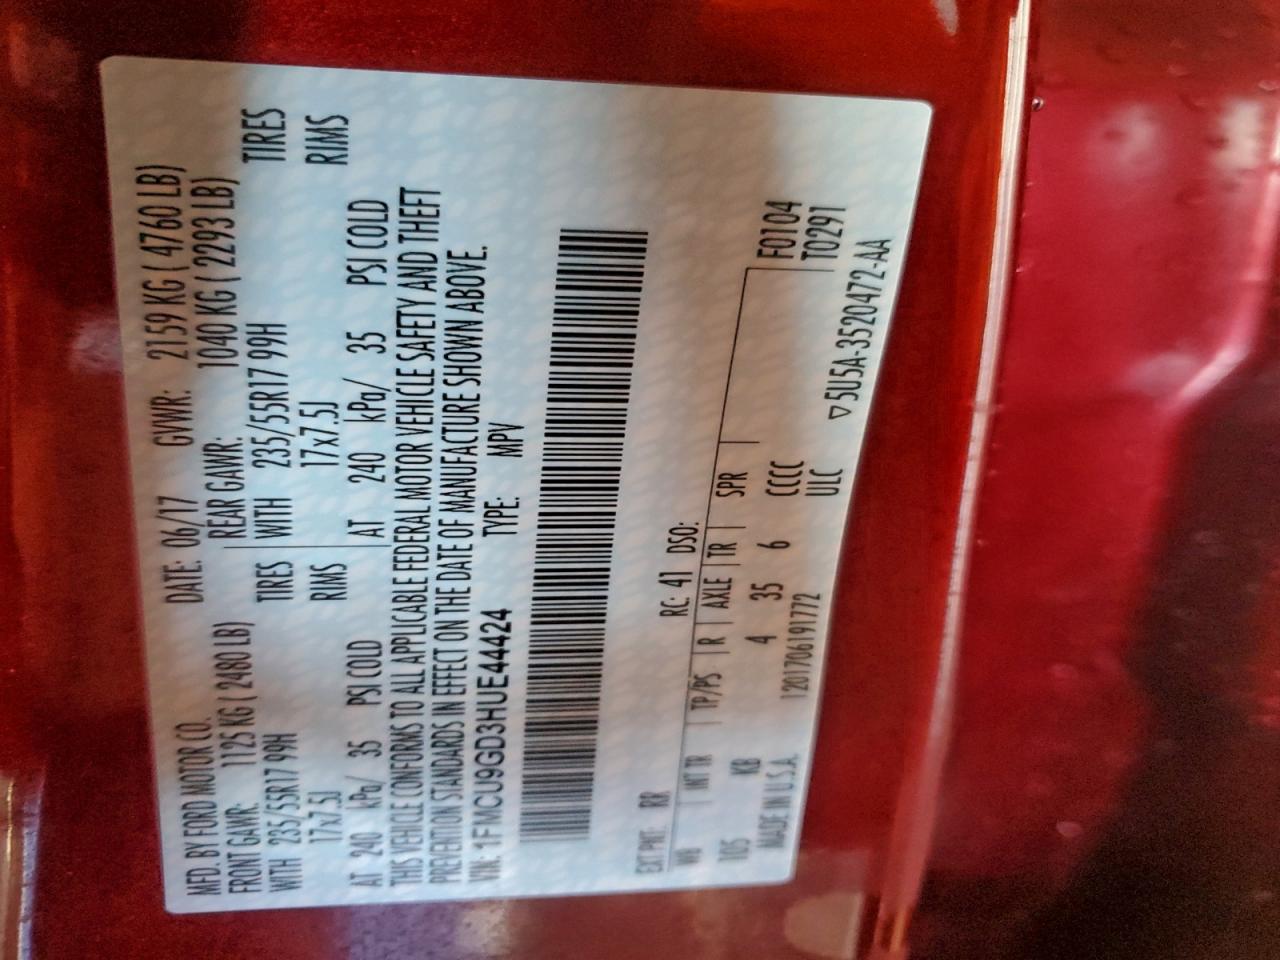 MFD. BY FORD MOTOR CO. DATE: 06/17 GVWR: 2159 KG ( 4760 LB)
FRONT GAWR: 1125 KG ( 2480 LB) REAR GAWR: 1040 KG ( 2293 LB)
WITH 235/55R17 99H TIRES WITH 235/55R17 99H TIRES
17x7.5J RIMS 17x7.5J RIMS
AT 240 kPa/ 35 PSI COLD AT 240 kPa/ 35 PSI COLD
THIS VEHICLE CONFORMS TO ALL APPLICABLE FEDERAL MOTOR VEHICLE SAFETY AND THEFT
PREVENTION STANDARDS IN EFFECT ON THE DATE OF MANUFACTURE SHOWN ABOVE.
VIN: 1FMCU9GD3HUE44424 TYPE: MPV
EXT PNT: RR RC: 41 DSO:
WB INT TR TP/PS R AXLE TR SPR F0104
105 KB 4 35 6 CCCC T0291
MADE IN U.S.A. 1201706191772 ULC ▽5U5A-3520472-AA